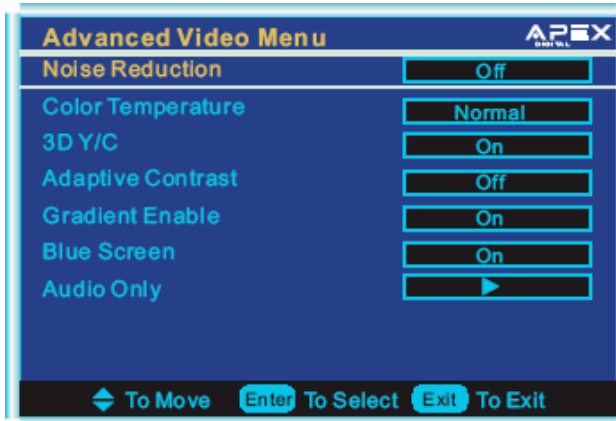 Advanced Video Menu APEX DIGITAL
Noise Reduction Off
Color Temperature Normal
3D Y/C On
Adaptive Contrast Off
Gradient Enable On
Blue Screen On
Audio Only
To Move Enter To Select Exit To Exit